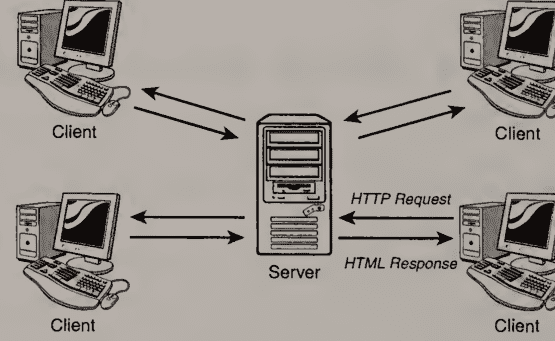 Client
Client
HTTP Request
HTML Response
Server
Client
Client